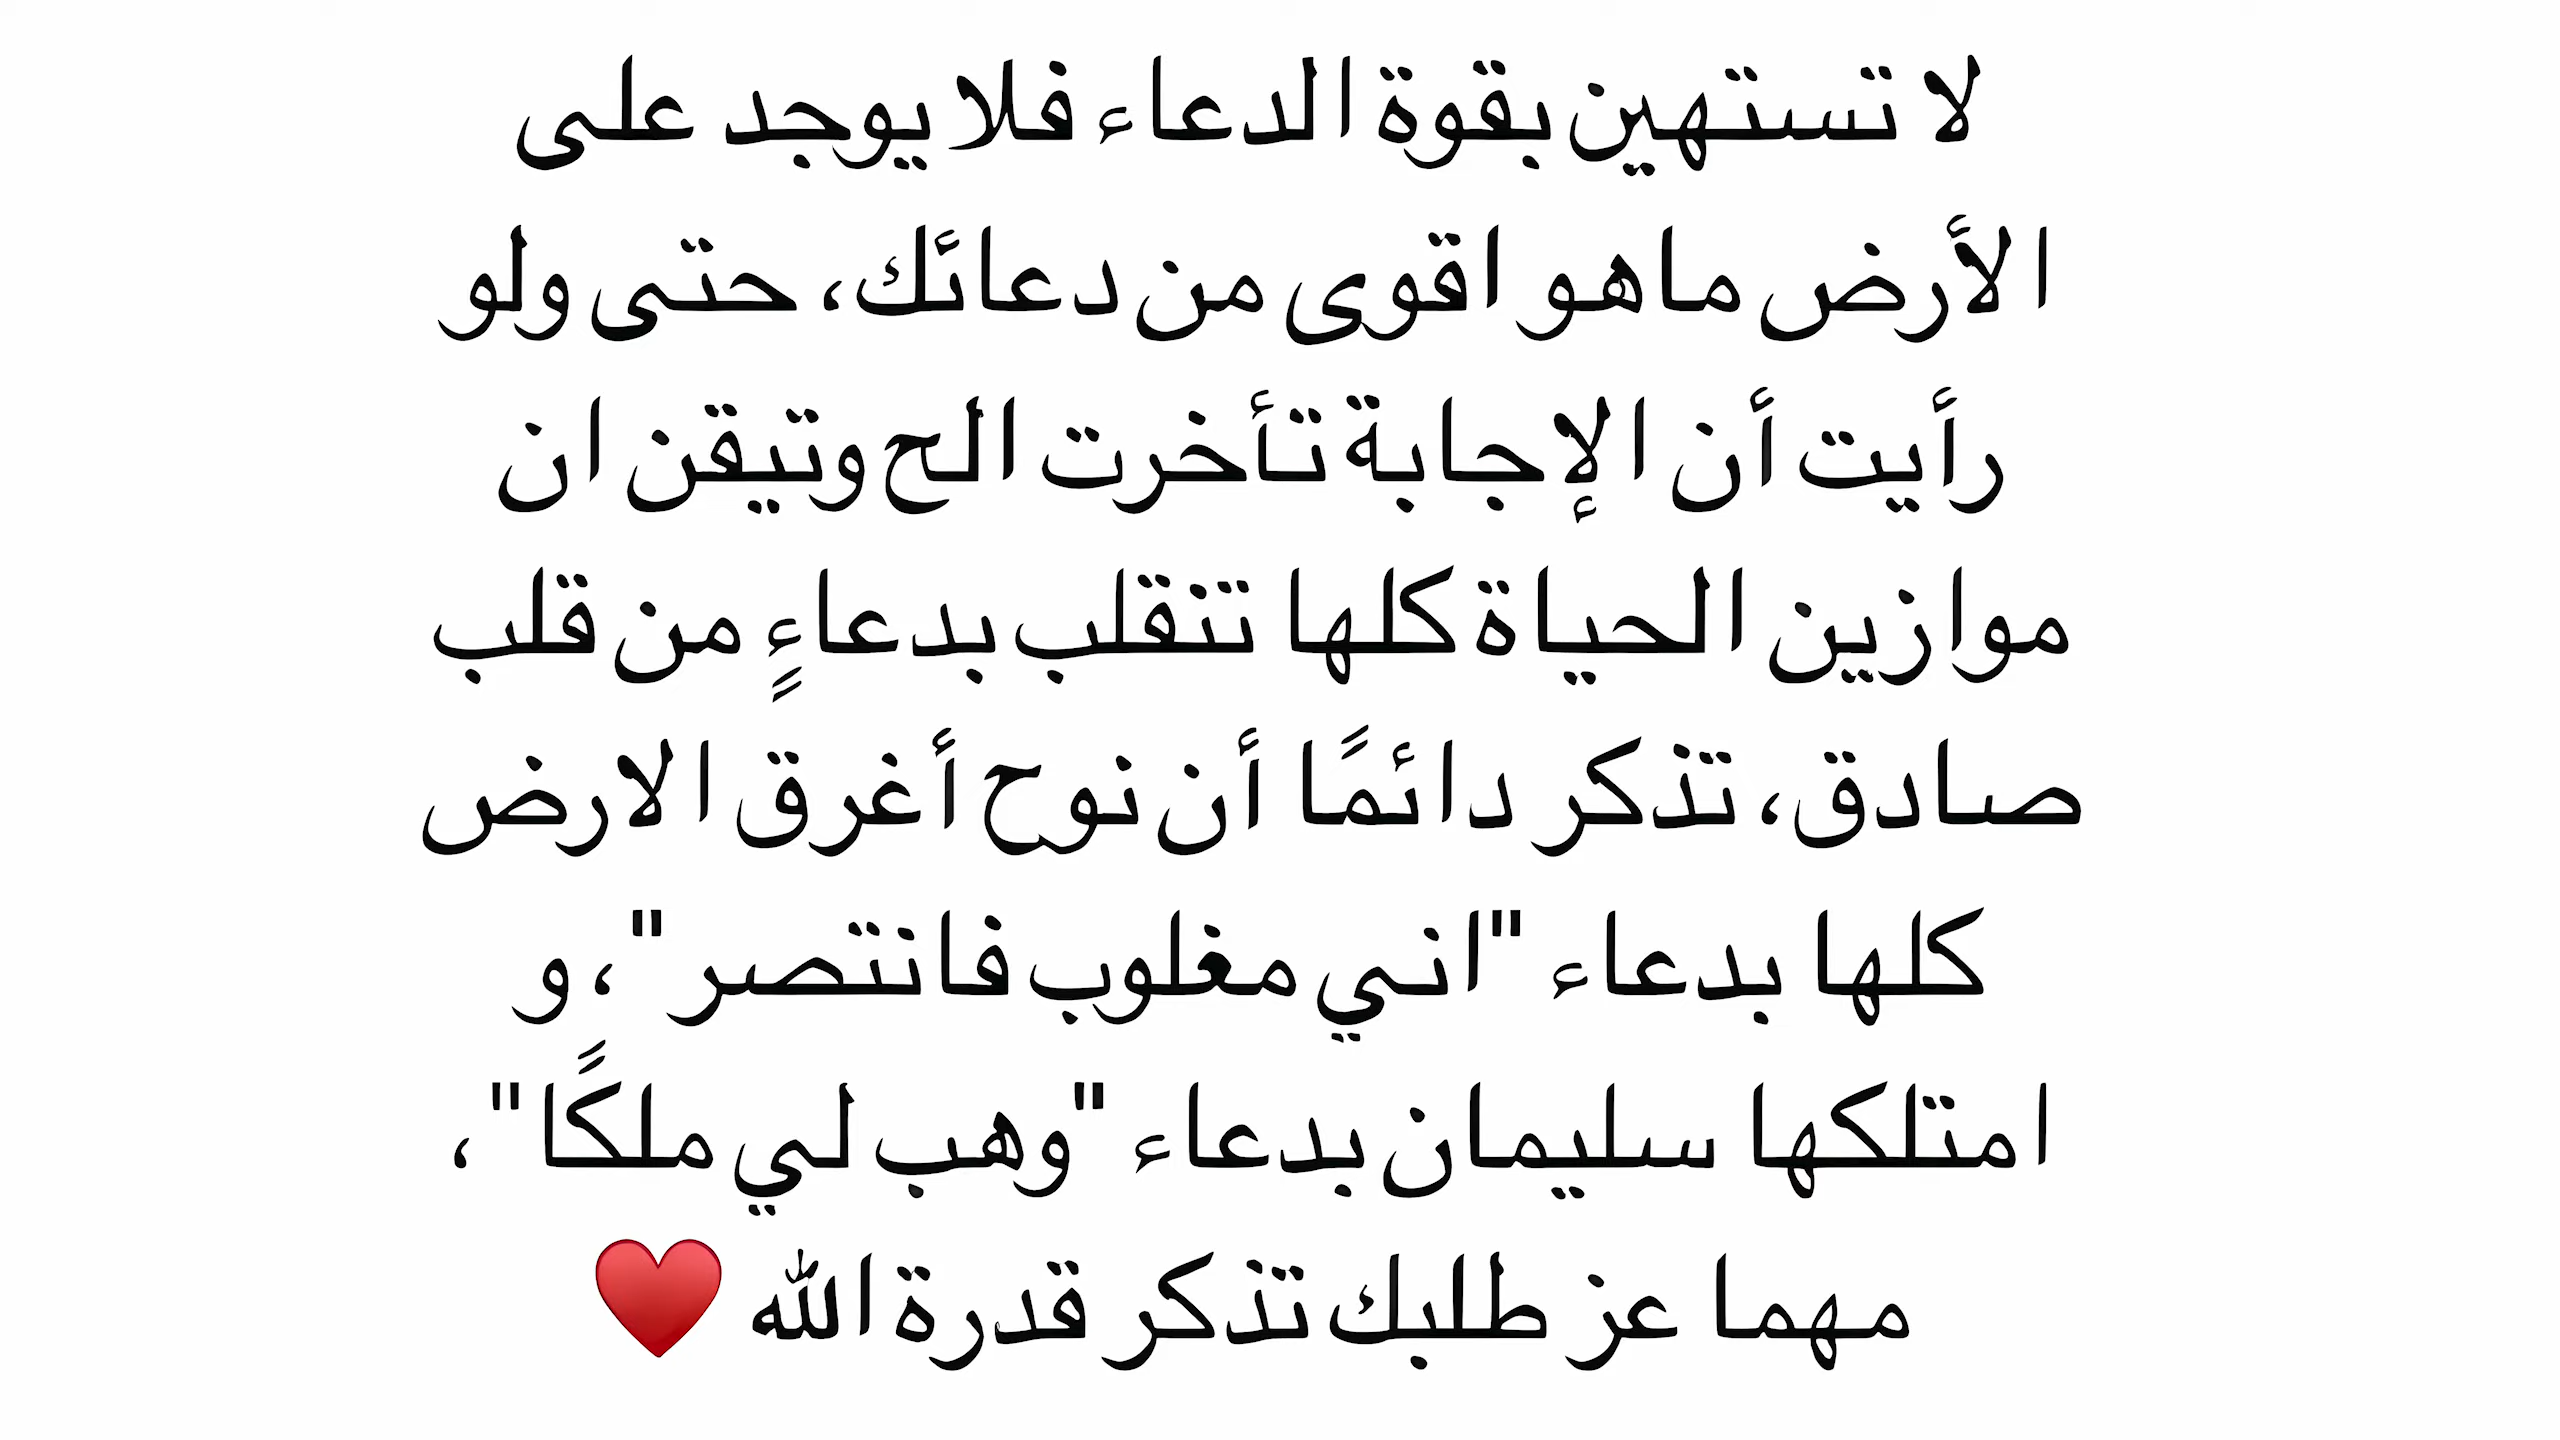 لا تستهين بقوة الدعاء فلا يوجد على
الأرض ماهو اقوى من دعائك، حتى ولو
رأيت أن الإجابة تأخرت الح وتيقن ان
موازين الحياة كلها تنقلب بدعاءٍ من قلب
صادق، تذكر دائمًا أن نوح أغرق الارض
كلها بدعاء "اني مغلوب فانتصر"، و
امتلكها سليمان بدعاء "وهب لي ملكًا"،
مهما عز طلبك تذكر قدرة الله ♥️